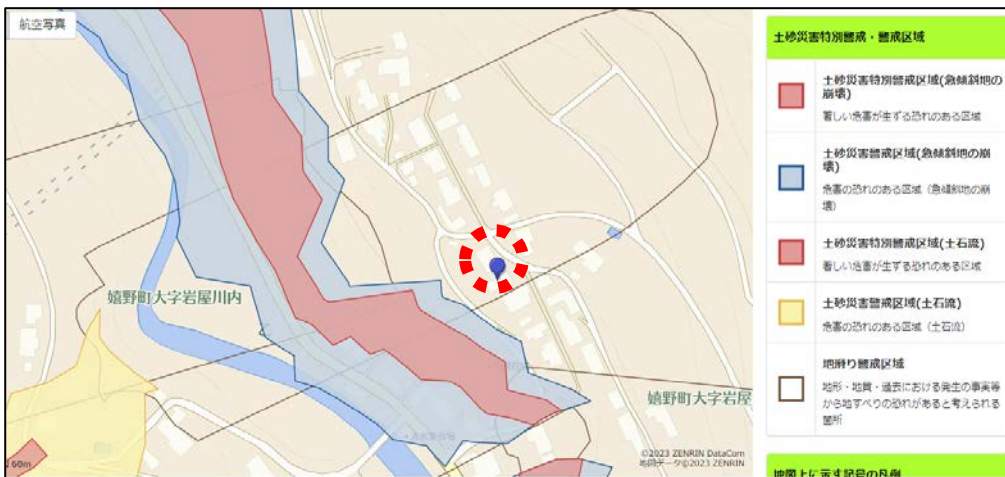 航空写真
嬉野町大字岩屋川内
嬉野町大字岩屋
60m
©2023 ZENRIN DataCom
地図データ©2023 ZENRIN
土砂災害特別警戒・警戒区域
土砂災害特別警戒区域(急傾斜地の
崩壊)
著しい危害が生ずる恐れのある区域
土砂災害警戒区域(急傾斜地の崩
壊)
危害の恐れのある区域（急傾斜地の崩
壊）
土砂災害特別警戒区域(土石流)
著しい危害が生ずる恐れのある区域
土砂災害警戒区域(土石流)
危害の恐れのある区域（土石流）
地滑り警戒区域
地形・地質・過去における発生の事実等
から地すべりの恐れがあると考えられる
箇所
地図上に示す記号の凡例